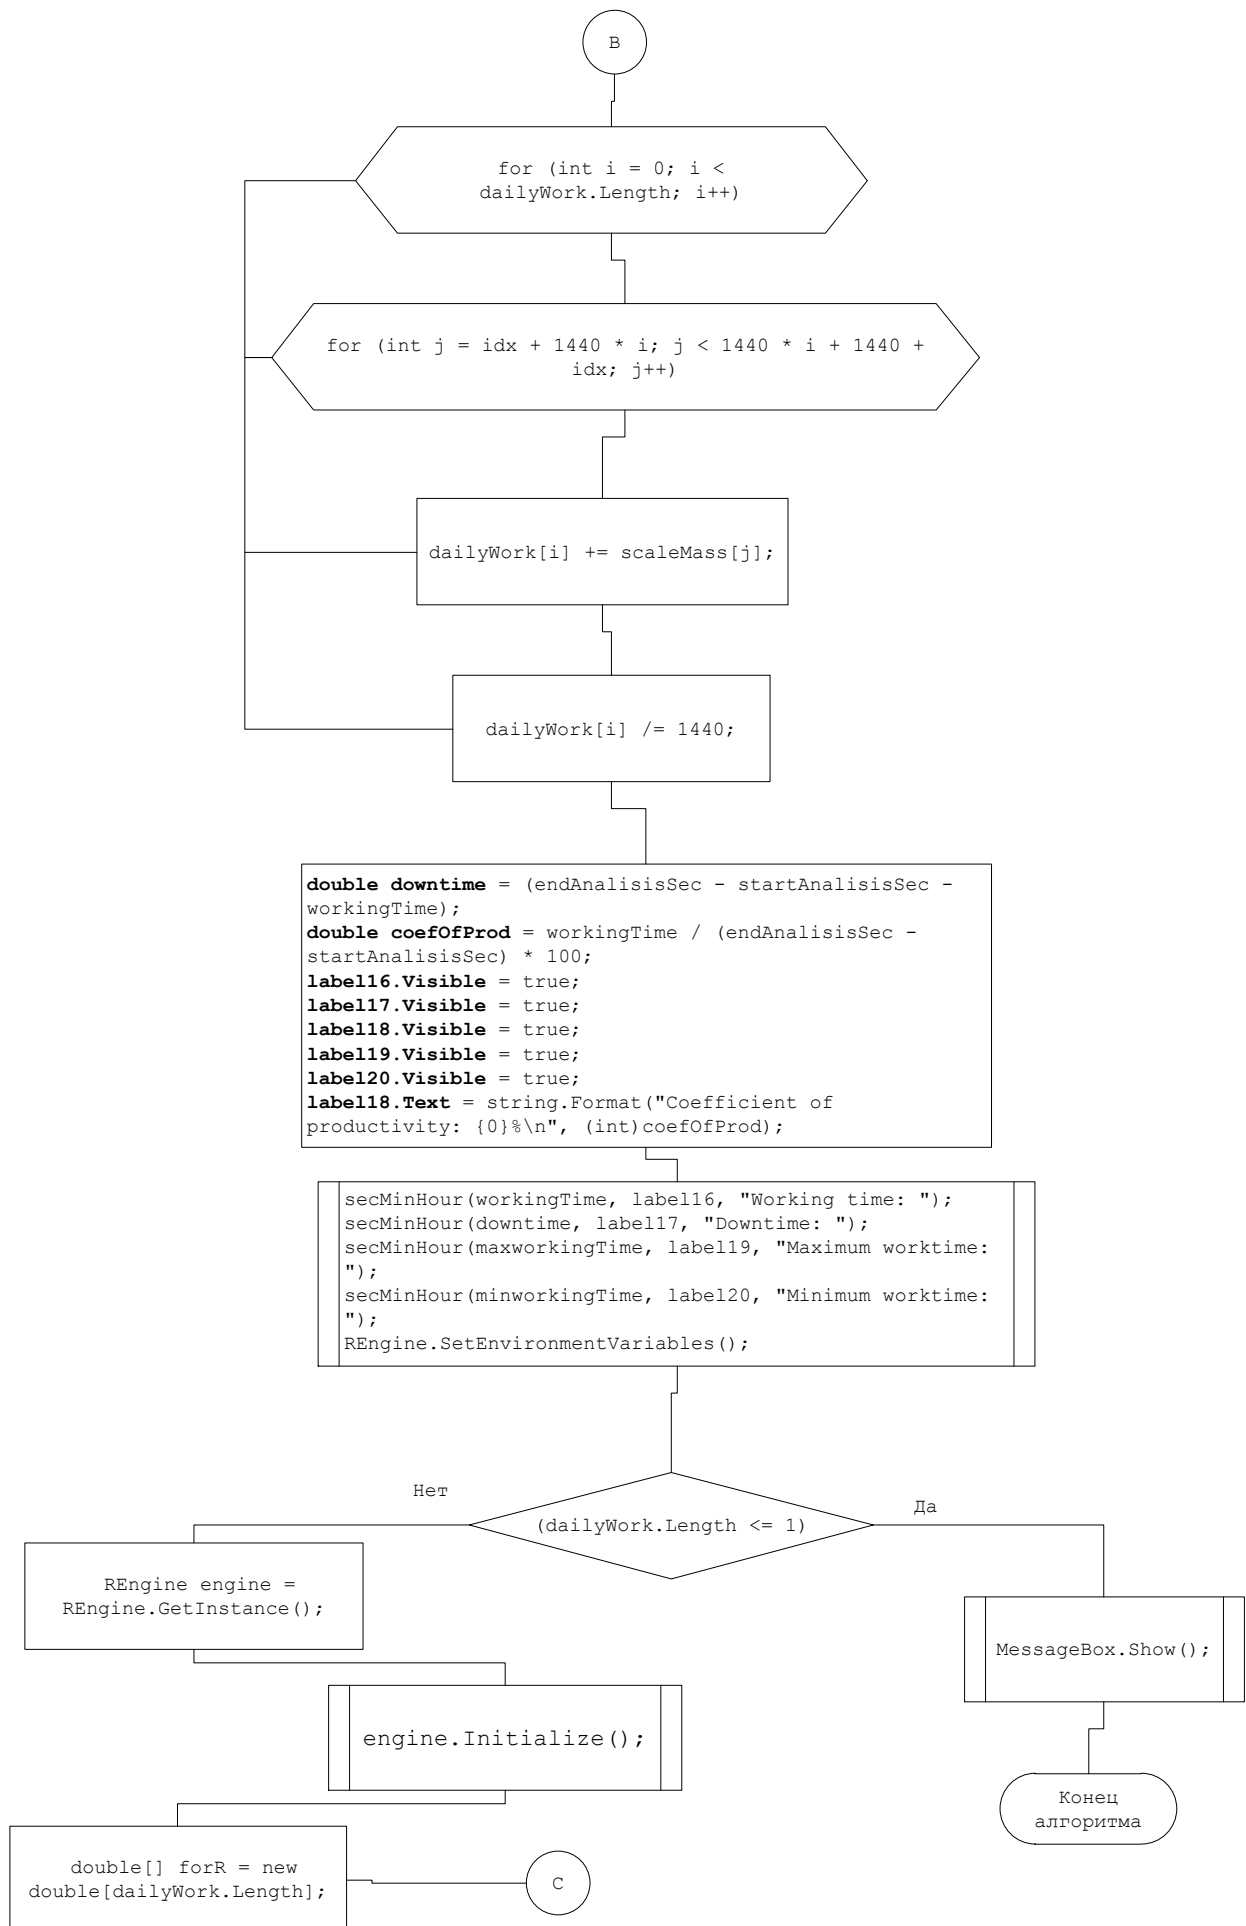 B
for (int i = 0; i <
dailyWork.Length; i++)
for (int j = idx + 1440 * i; j < 1440 * i + 1440 +
idx; j++)
dailyWork[i] += scaleMass[j];
dailyWork[i] /= 1440;
double downtime = (endAnalisisSec - startAnalisisSec -
workingTime);
double coefOfProd = workingTime / (endAnalisisSec -
startAnalisisSec) * 100;
label16.Visible = true;
label17.Visible = true;
label18.Visible = true;
label19.Visible = true;
label20.Visible = true;
label18.Text = string.Format("Coefficient of
productivity: {0}%\n", (int)coefOfProd);
secMinHour(workingTime, label16, "Working time: ");
secMinHour(downtime, label17, "Downtime: ");
secMinHour(maxworkingTime, label19, "Maximum worktime:
");
secMinHour(minworkingTime, label20, "Minimum worktime:
");
REngine.SetEnvironmentVariables();
Нет
(dailyWork.Length <= 1)
Да
REngine engine =
REngine.GetInstance();
MessageBox.Show();
engine.Initialize();
Конец
алгоритма
double[] forR = new
double[dailyWork.Length];
C